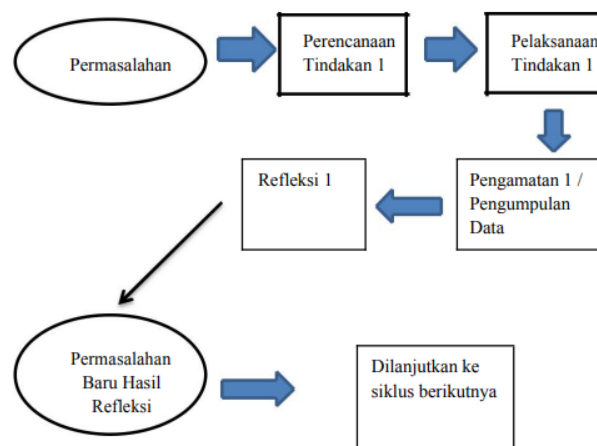 Permasalahan
Perencanaan
Tindakan 1
Pelaksanaan
Tindakan 1
Pengamatan 1 /
Pengumpulan
Data
Refleksi 1
Permasalahan
Baru Hasil
Refleksi
Dilanjutkan ke
siklus berikutnya